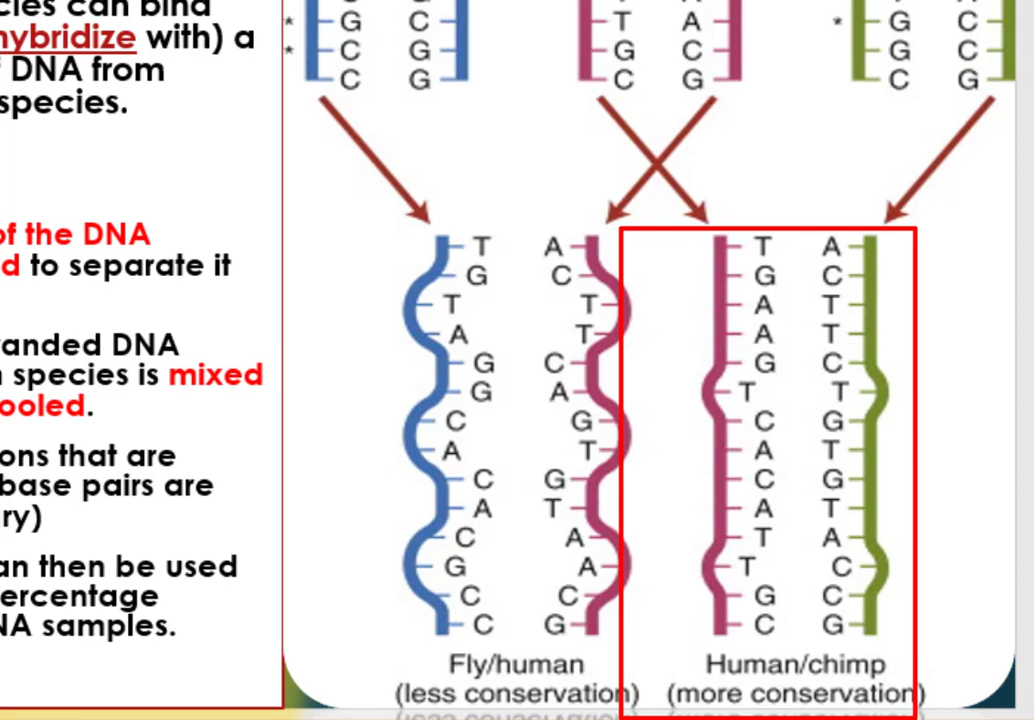 cies can bind
hybridize with) a
DNA from
species.
of the DNA
d to separate it
anded DNA
species is mixed
ooled.
ons that are
base pairs are
ry)
an then be used
ercentage
NA samples.
* G C T A * G C
* C G G C G C
C G C G C G
T A T A
G C G C
T T A T
A T A T
G C G C
G A T T
C G C G
A T A T
C G C G
A T A T
C A T A
G A T C
C C G C
C G C G
Fly/human Human/chimp
(less conservation) (more conservation)